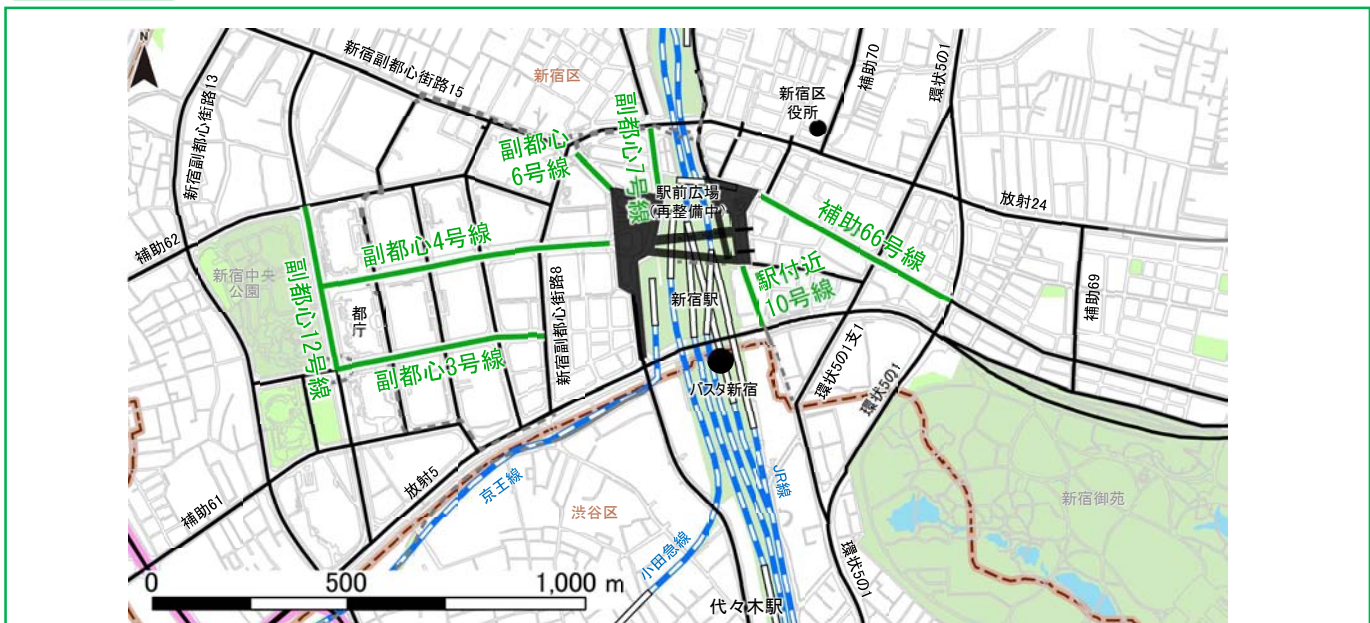 N
新宿副都心街路15
新宿区
新宿副都心街路13
補助70
環状5の1
新宿区
役所
副都心
6号線
副都心7号線
駅前広場
(再整備中)
放射24
補助66号線
補助62
副都心4号線
新宿中央
公園
副都心12号線
都庁
新宿副都心街路8
新宿駅
駅付近
10号線
補助69
副都心3号線
バスタ新宿
環状5の1支1
環状5の1
放射5
京王線
JR線
新宿御苑
補助61
渋谷区
小田急線
環状5の1
0 500 1,000 m
代々木駅